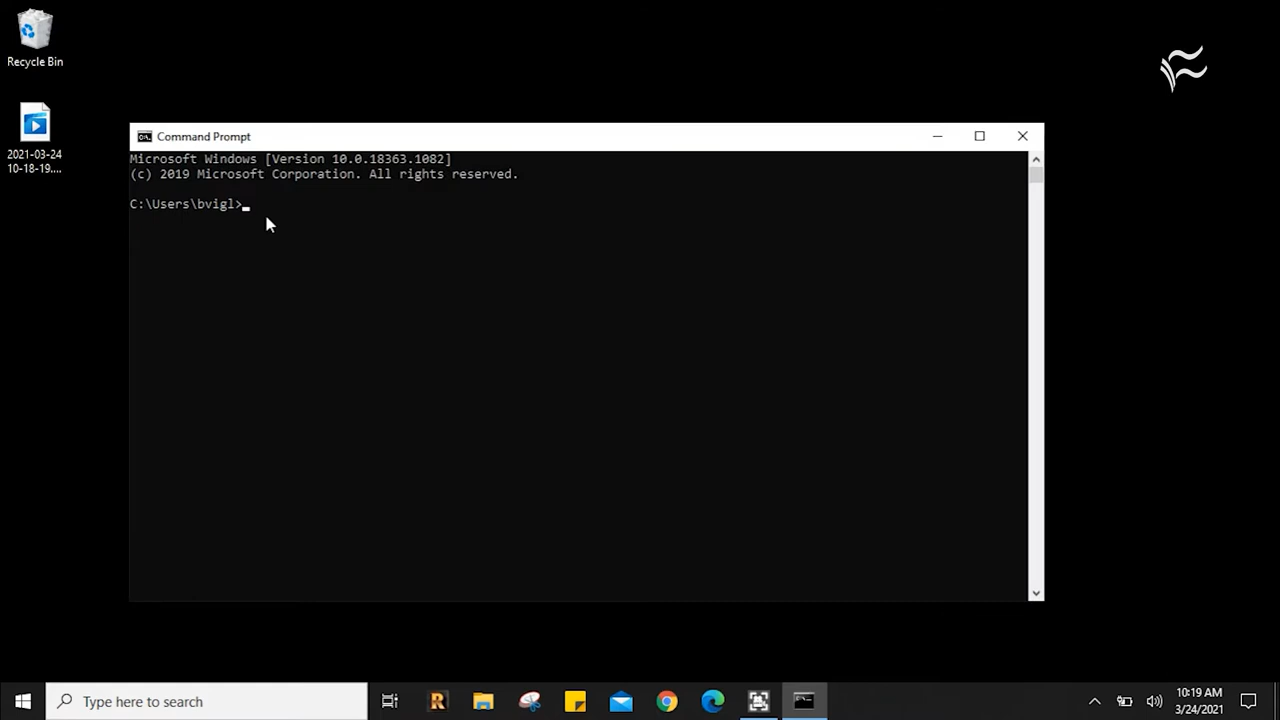 Recycle Bin
2021-03-24
10-18-19....
Command Prompt
Microsoft Windows [Version 10.0.18363.1082]
(c) 2019 Microsoft Corporation. All rights reserved.
C:\Users\bvigl>
Type here to search
10:19 AM
3/24/2021